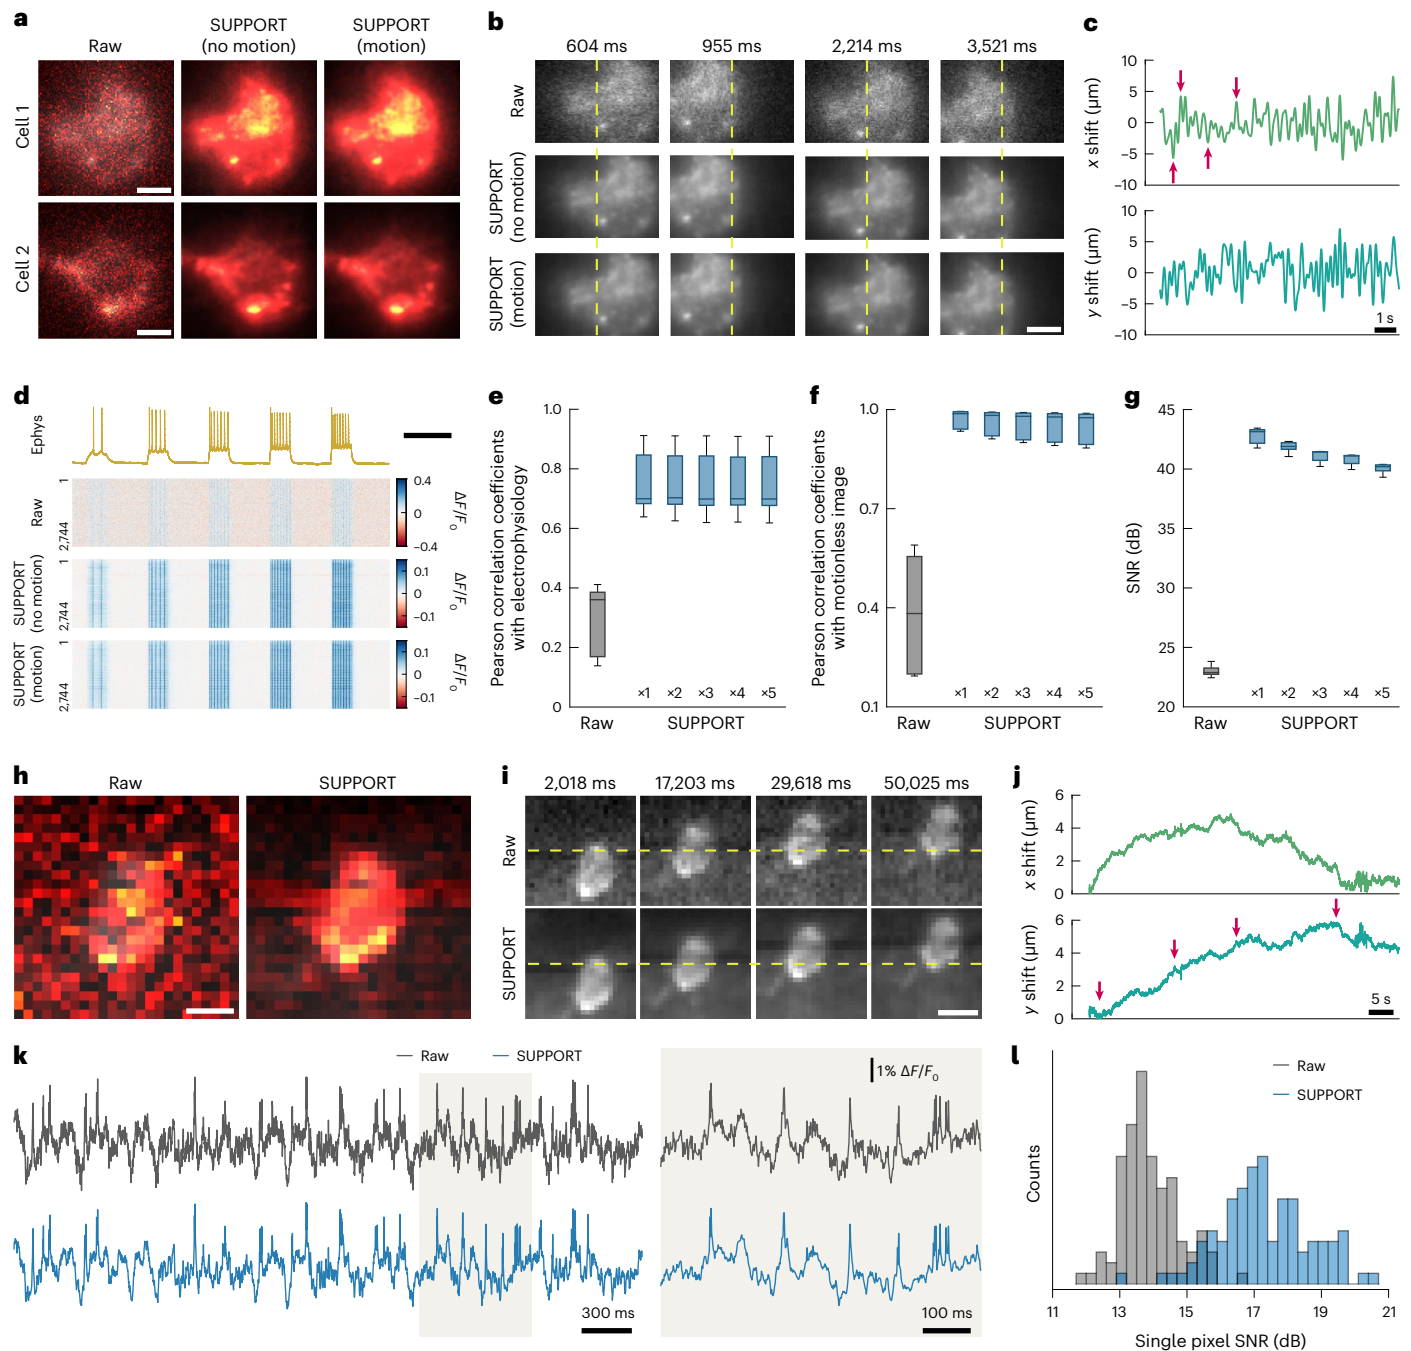 a
Raw
SUPPORT
(no motion)
SUPPORT
(motion)
Cell 1
Cell 2
b
604 ms
955 ms
2,214 ms
3,521 ms
Raw
SUPPORT
(no motion)
SUPPORT
(motion)
c
x shift (µm)
10
5
0
−5
−10
y shift (µm)
10
5
0
−5
−10
1 s
d
Ephys
Raw
1
2,744
0.4
0
−0.4
ΔF/F0
SUPPORT
(no motion)
1
2,744
0.1
0
−0.1
ΔF/F0
SUPPORT
(motion)
1
2,744
0.1
0
−0.1
ΔF/F0
e
Pearson correlation coefficients
with electrophysiology
1.0
0.8
0.6
0.4
0.2
0
×1
×2
×3
×4
×5
Raw
SUPPORT
f
Pearson correlation coefficients
with motionless image
1.0
0.7
0.4
0.1
×1
×2
×3
×4
×5
Raw
SUPPORT
g
SNR (dB)
45
40
35
30
25
20
×1
×2
×3
×4
×5
Raw
SUPPORT
h
Raw
SUPPORT
i
2,018 ms
17,203 ms
29,618 ms
50,025 ms
Raw
SUPPORT
j
x shift (µm)
6
4
2
0
y shift (µm)
6
4
2
0
5 s
k
Raw
SUPPORT
1% ΔF/F0
300 ms
100 ms
l
Raw
SUPPORT
Counts
11
13
15
17
19
21
Single pixel SNR (dB)